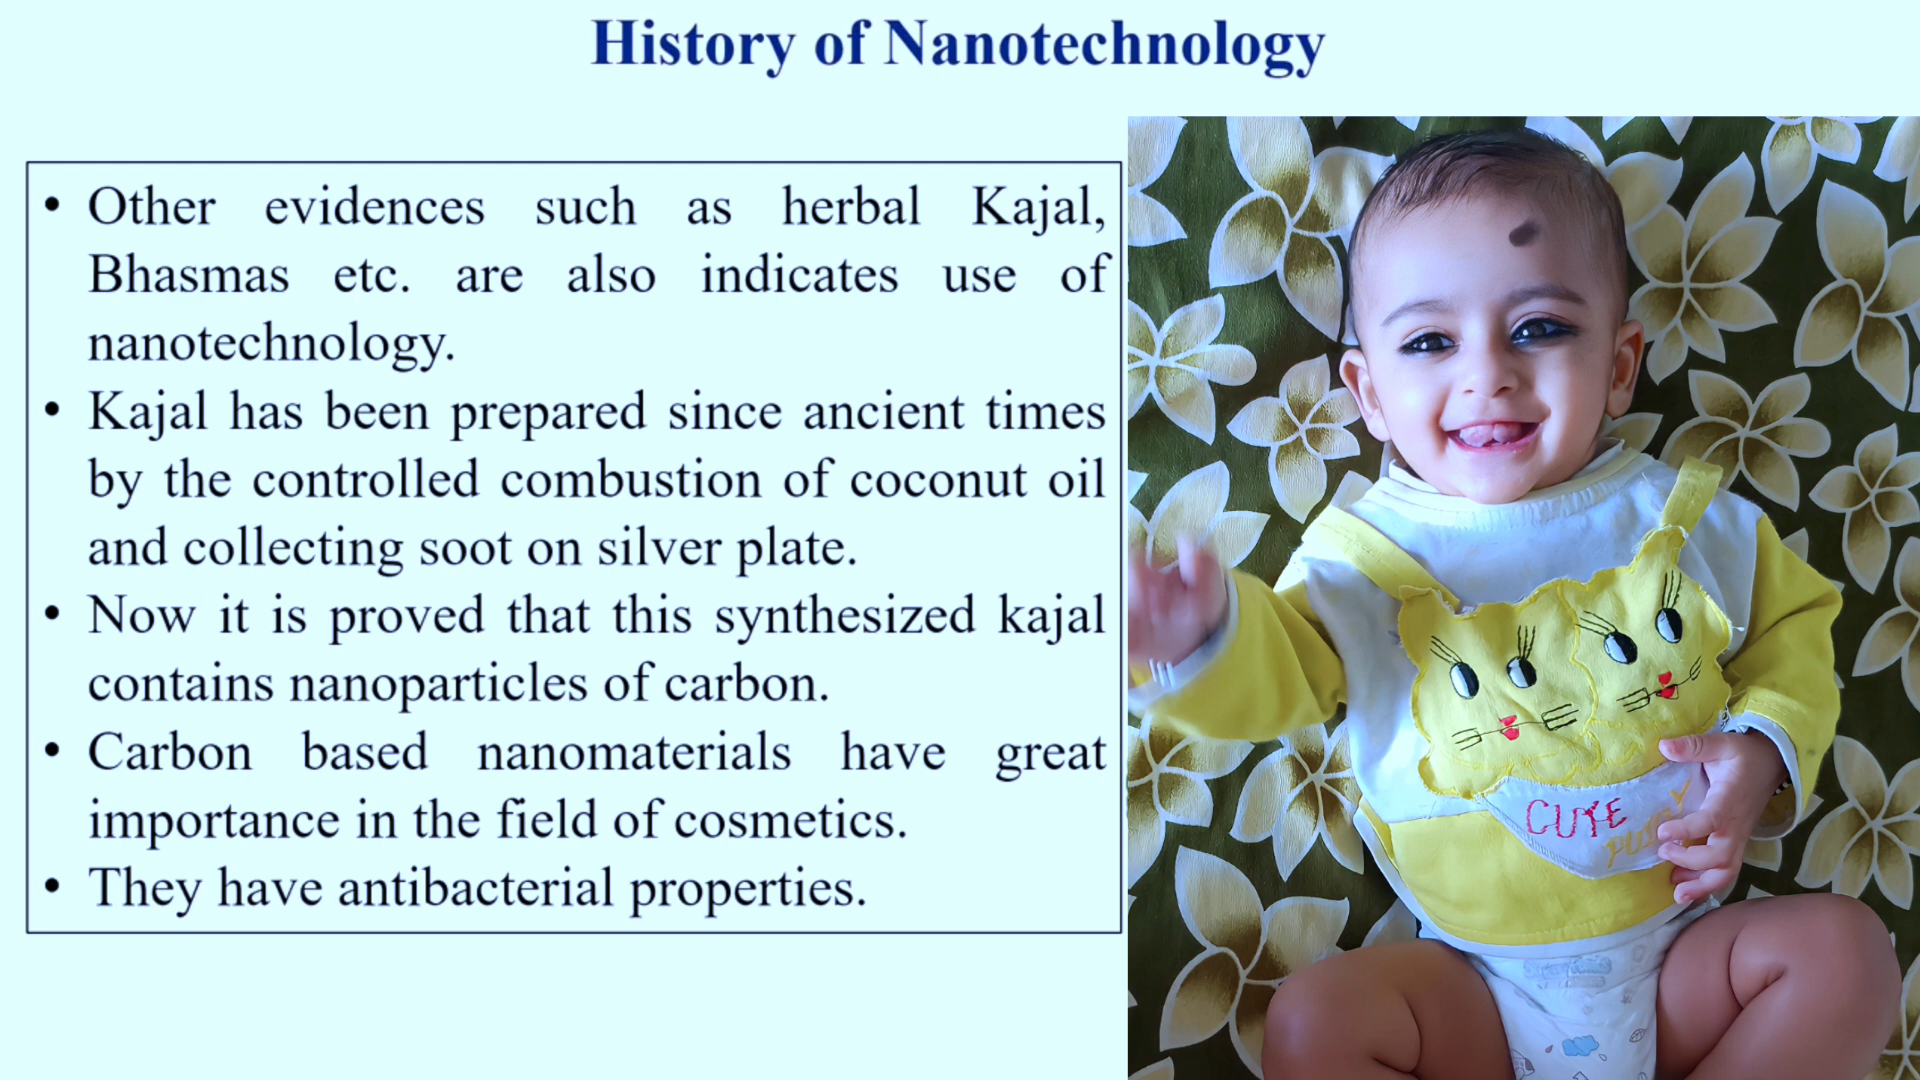 History of Nanotechnology
• Other evidences such as herbal Kajal,
Bhasmas etc. are also indicates use of
nanotechnology.
• Kajal has been prepared since ancient times
by the controlled combustion of coconut oil
and collecting soot on silver plate.
• Now it is proved that this synthesized kajal
contains nanoparticles of carbon.
• Carbon based nanomaterials have great
importance in the field of cosmetics.
• They have antibacterial properties.
CUTE